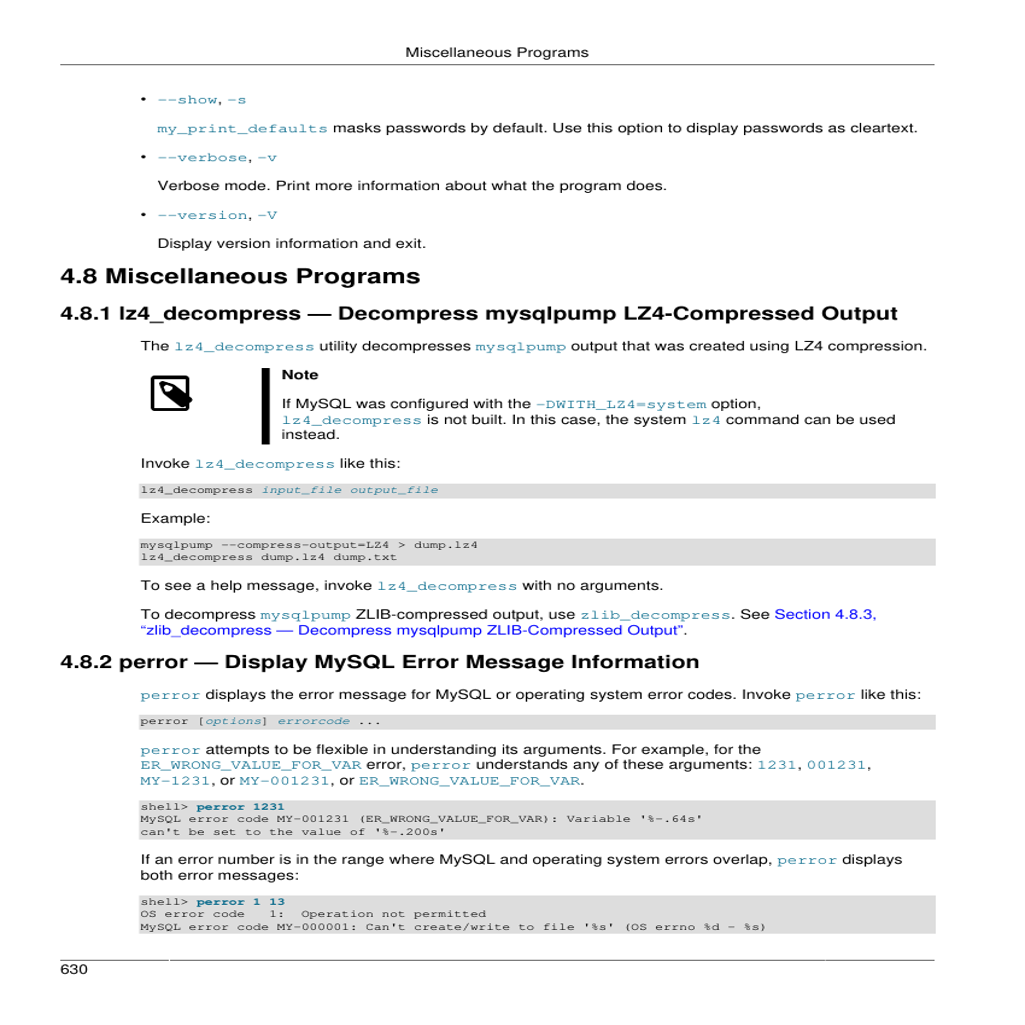 Miscellaneous Programs
• --show, -s
my_print_defaults masks passwords by default. Use this option to display passwords as cleartext.
• --verbose, -v
Verbose mode. Print more information about what the program does.
• --version, -V
Display version information and exit.
4.8 Miscellaneous Programs
4.8.1 lz4_decompress — Decompress mysqlpump LZ4-Compressed Output
The lz4_decompress utility decompresses mysqlpump output that was created using LZ4 compression.
Note
If MySQL was configured with the -DWITH_LZ4=system option,
lz4_decompress is not built. In this case, the system lz4 command can be used
instead.
Invoke lz4_decompress like this:
lz4_decompress input_file output_file
Example:
mysqlpump --compress-output=LZ4 > dump.lz4
lz4_decompress dump.lz4 dump.txt
To see a help message, invoke lz4_decompress with no arguments.
To decompress mysqlpump ZLIB-compressed output, use zlib_decompress. See Section 4.8.3,
“zlib_decompress — Decompress mysqlpump ZLIB-Compressed Output”.
4.8.2 perror — Display MySQL Error Message Information
perror displays the error message for MySQL or operating system error codes. Invoke perror like this:
perror [options] errorcode ...
perror attempts to be flexible in understanding its arguments. For example, for the
ER_WRONG_VALUE_FOR_VAR error, perror understands any of these arguments: 1231, 001231,
MY-1231, or MY-001231, or ER_WRONG_VALUE_FOR_VAR.
shell> perror 1231
MySQL error code MY-001231 (ER_WRONG_VALUE_FOR_VAR): Variable '%-.64s'
can't be set to the value of '%-.200s'
If an error number is in the range where MySQL and operating system errors overlap, perror displays
both error messages:
shell> perror 1 13
OS error code   1:  Operation not permitted
MySQL error code MY-000001: Can't create/write to file '%s' (OS errno %d - %s)
630